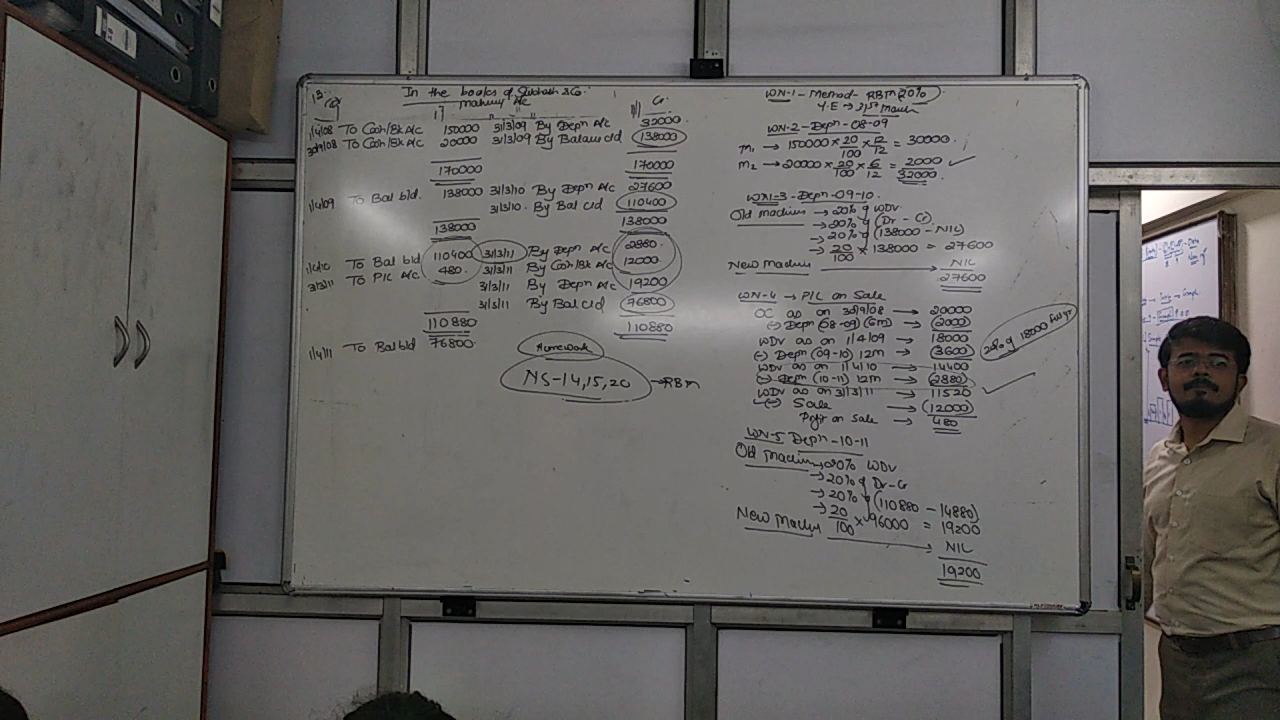 In the books of Subhash & Co.
Machinery A/c
Dr
Cr.
1/4/08 To Cash/Bk A/c 150000 31/3/09 By Depn A/c 32000
30/9/08 To Cash/Bk A/c 20000 31/3/09 By Balance c/d 138000
170000 170000
1/4/09 To Bal b/d. 138000 31/3/10 By Depn A/c 27600
31/3/10. By Bal c/d 110400
138000 138000
1/4/10 To Bal b/d 110400 31/3/11 By Depn A/c 2880
31/3/11 To P/L A/c. 480 31/3/11 By Cash/Bk A/c 12000
31/3/11 By Depn A/c 19200
31/3/11 By Bal c/d 76800
110880 110880
1/4/11 To Bal b/d 76800
Homework
NS-14,15,20 → RBM
WN-1 - Method - RBM (20%)
Y.E → 31st March
WN-2 - Depn - 08-09
M1 → 150000 × 20/100 × 12/12 = 30000.
M2 → 20000 × 20/100 × 6/12 = 2000
32000
WN-3 - Depn - 09-10.
Old machine → 20% of WDV
→ 20% of (Dr - Cr)
→ 20% of (138000 - NIL)
→ 20/100 × 138000 = 27600
New Machine → NIL
27600
WN-4 → P/L on Sale
OC as on 30/9/08 → 20000
(-) Depn (08-09) (6m) → (2000)
WDV as on 1/4/09 → 18000
(-) Depn (09-10) 12m → (3600) 20% of 18000 Full yr
WDV as on 1/4/10 → 14400
(-) Depn (10-11) 12m → (2880)
WDV as on 31/3/11 → 11520
(-) Sale → (12000)
Profit on sale → 480
WN-5 Depn - 10-11
Old Machine → 20% WDV
→ 20% of Dr-Cr
→ 20% of (110880 - 14880)
→ 20/100 × 96000 = 19200
New Machine → NIL
19200